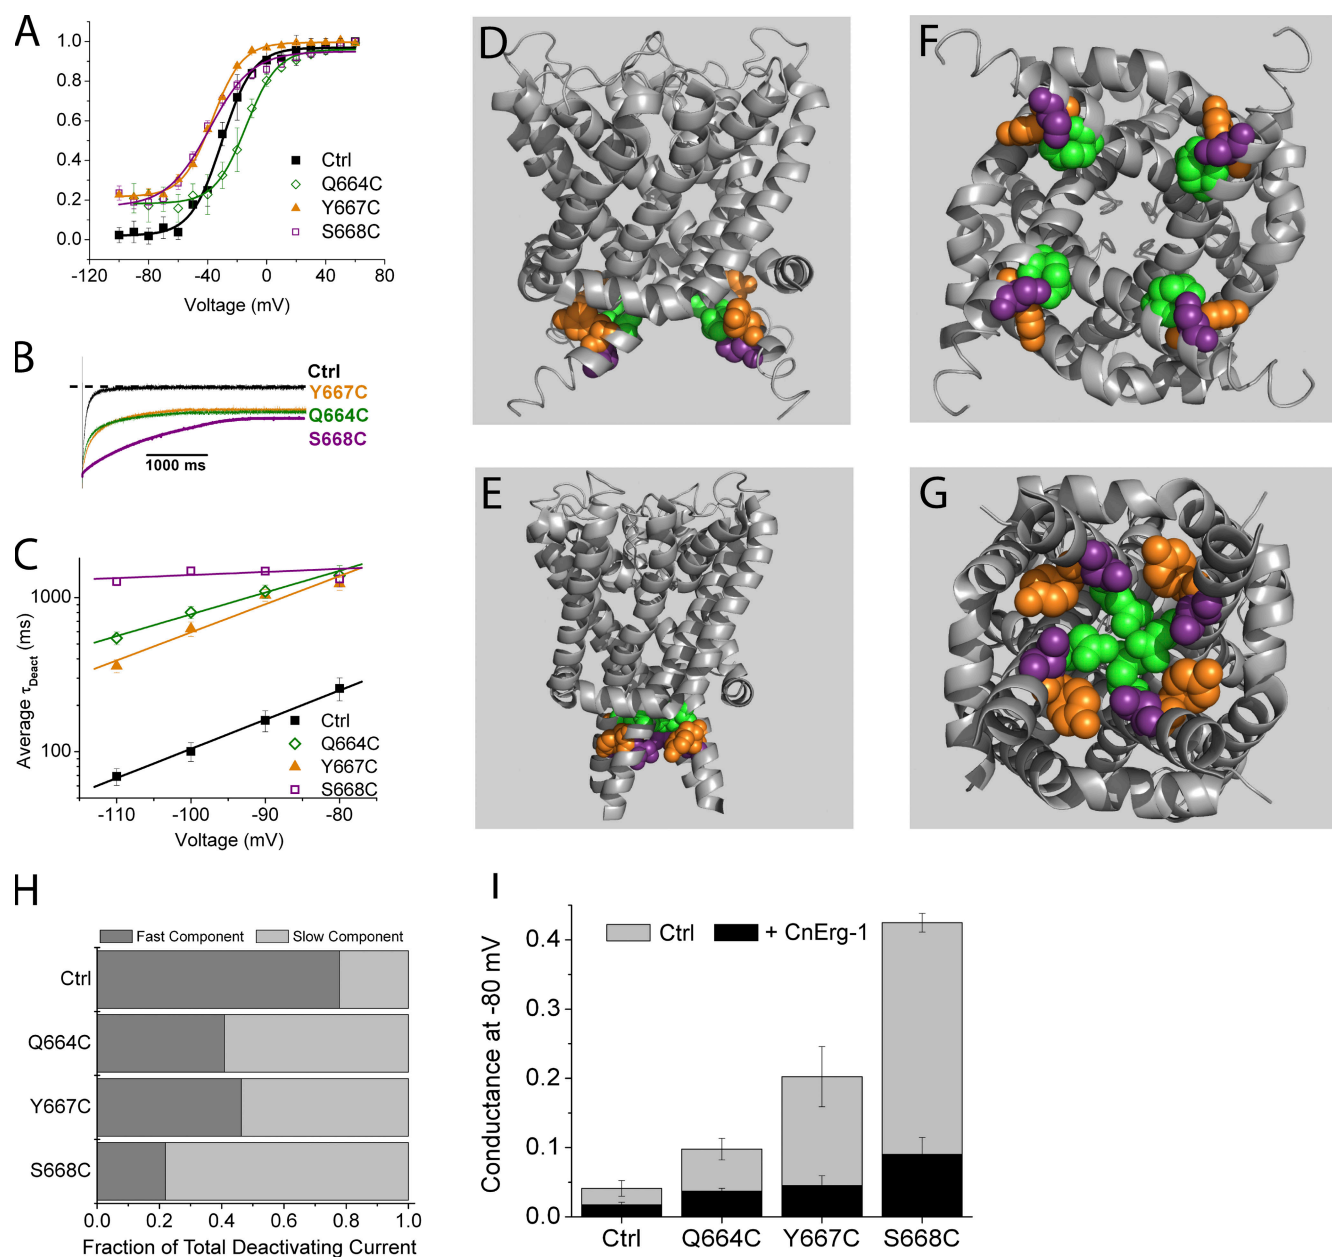 A
1.0
0.8
0.6
0.4
0.2
0.0
Ctrl
Q664C
Y667C
S668C
-120
-80
-40
0
40
80
Voltage (mV)
B
Ctrl
Y667C
Q664C
S668C
1000 ms
C
Average τDeact (ms)
1000
100
Ctrl
Q664C
Y667C
S668C
-110
-100
-90
-80
Voltage (mV)
D
E
F
G
H
Fast Component
Slow Component
Ctrl
Q664C
Y667C
S668C
0.0
0.2
0.4
0.6
0.8
1.0
Fraction of Total Deactivating Current
I
Ctrl
+ CnErg-1
Conductance at -80 mV
0.4
0.3
0.2
0.1
0.0
Ctrl
Q664C
Y667C
S668C